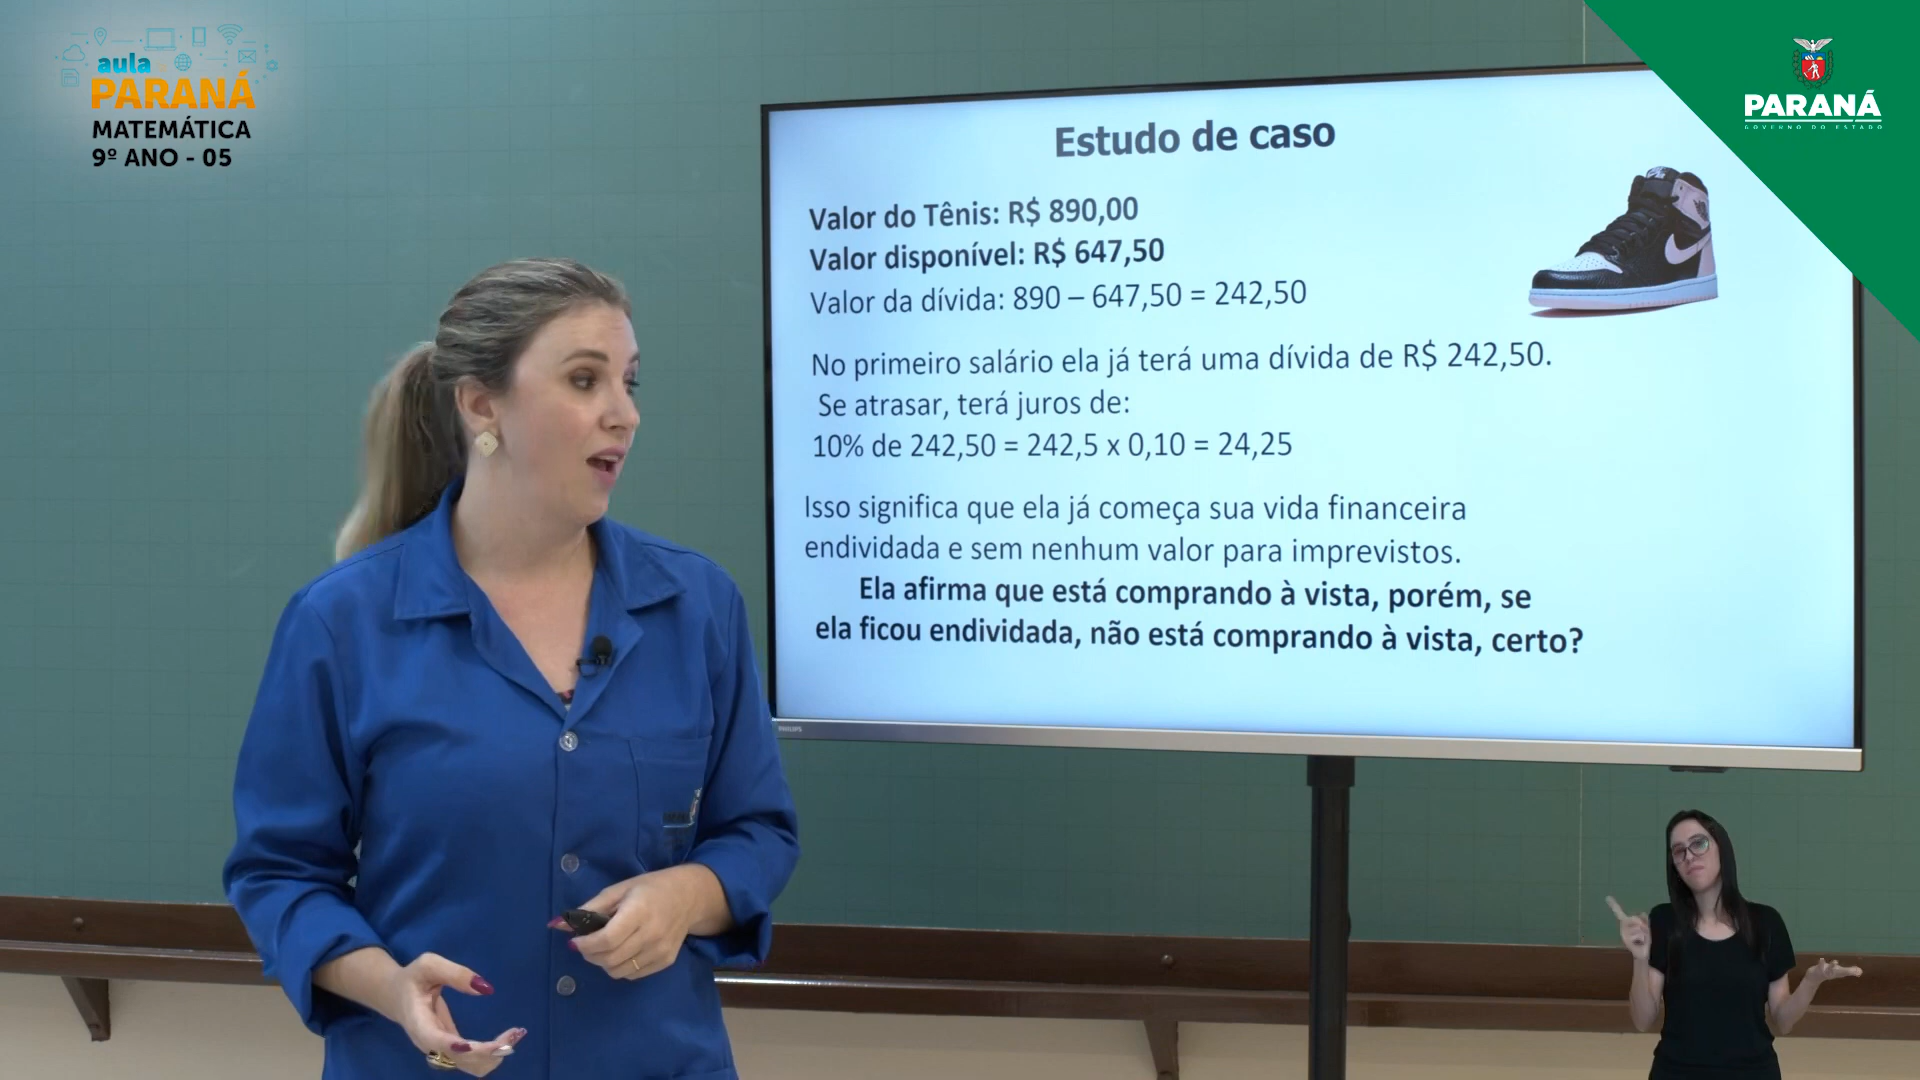 aula
PARANÁ
MATEMÁTICA
9º ANO - 05
PARANÁ
GOVERNO DO ESTADO
Estudo de caso
Valor do Tênis: R$ 890,00
Valor disponível: R$ 647,50
Valor da dívida: 890 – 647,50 = 242,50
No primeiro salário ela já terá uma dívida de R$ 242,50.
Se atrasar, terá juros de:
10% de 242,50 = 242,5 x 0,10 = 24,25
Isso significa que ela já começa sua vida financeira
endividada e sem nenhum valor para imprevistos.
Ela afirma que está comprando à vista, porém, se
ela ficou endividada, não está comprando à vista, certo?
PHILIPS